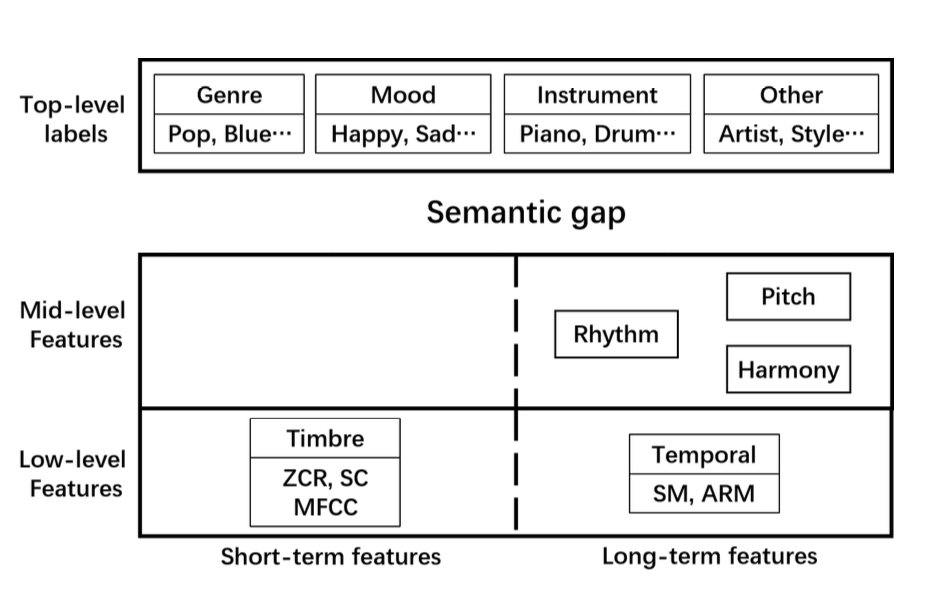 Top-level
labels
Genre
Pop, Blue···
Mood
Happy, Sad···
Instrument
Piano, Drum···
Other
Artist, Style···
Semantic gap
Mid-level
Features
Rhythm
Pitch
Harmony
Low-level
Features
Timbre
ZCR, SC
MFCC
Temporal
SM, ARM
Short-term features
Long-term features